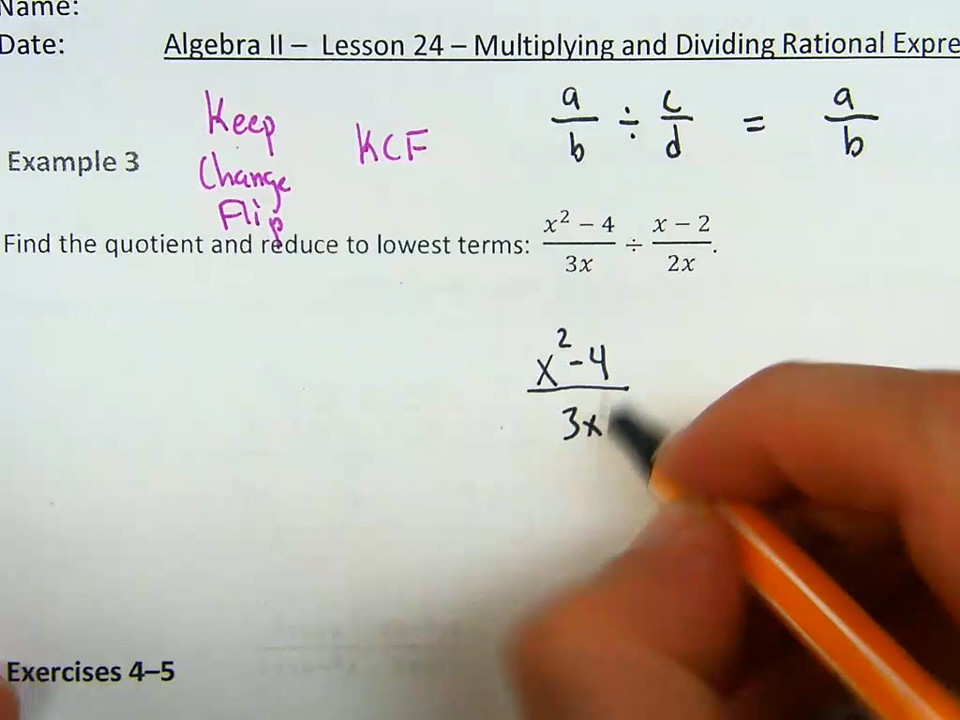 Name:
Date: Algebra II – Lesson 24 – Multiplying and Dividing Rational Expre
Keep
Change
Flip
KCF
a/b ÷ c/d = a/b
Example 3
Find the quotient and reduce to lowest terms: x² − 4/3x ÷ x − 2/2x.
x² - 4
3x
Exercises 4–5